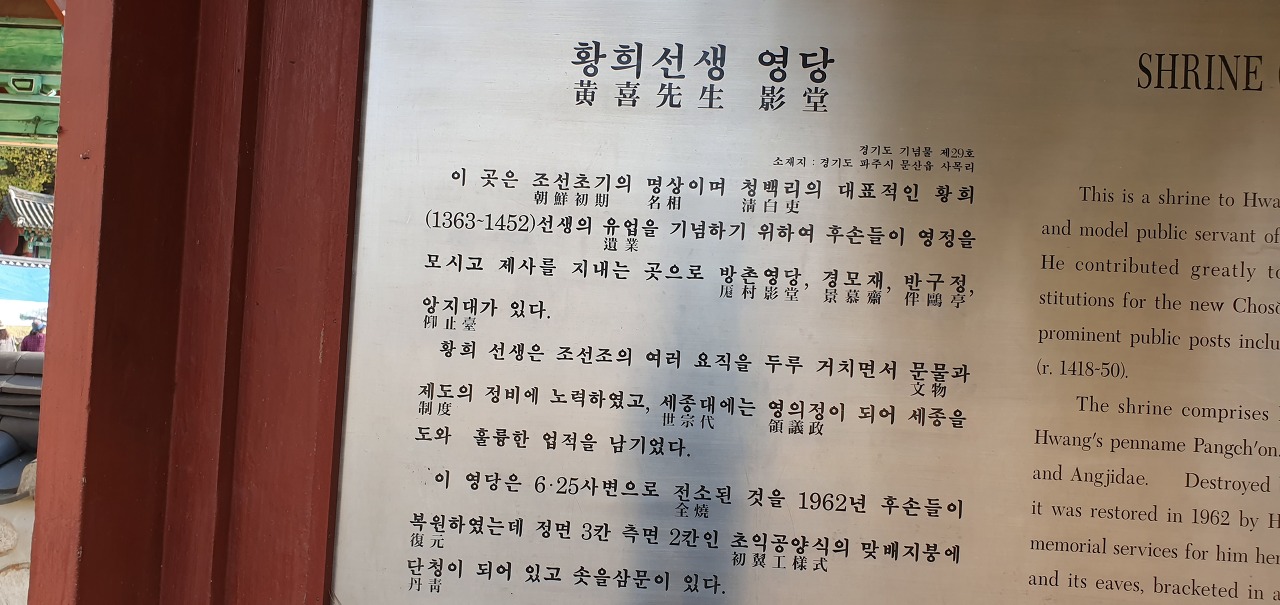 황희선생 영당
黃喜先生 影堂
경기도 기념물 제29호
소재지 : 경기도 파주시 문산읍 사목리
이 곳은 조선초기의 명상이며 청백리의 대표적인 황희
朝鮮初期 名相 淸白吏
(1363-1452)선생의 유업을 기념하기 위하여 후손들이 영정을
遺業
모시고 제사를 지내는 곳으로 방촌영당, 경모재, 반구정,
厖村影堂 景慕齋 伴鷗亭
앙지대가 있다.
仰止臺
황희 선생은 조선조의 여러 요직을 두루 거치면서 문물과
文物
제도의 정비에 노력하였고, 세종대에는 영의정이 되어 세종을
制度 世宗代 領議政
도와 훌륭한 업적을 남기었다.
이 영당은 6·25사변으로 전소된 것을 1962년 후손들이
全燒
복원하였는데 정면 3칸 측면 2칸인 초익공양식의 맞배지붕에
復元 初翼工樣式
단청이 되어 있고 솟을삼문이 있다.
丹靑
SHRINE
This is a shrine to Hwa
and model public servant of
He contributed greatly to
stitutions for the new Chosŏ
prominent public posts inclu
(r. 1418-50).
The shrine comprises
Hwang's penname Pangch'on,
and Angjidae. Destroyed
it was restored in 1962 by H
memorial services for him her
and its eaves, bracketed in a